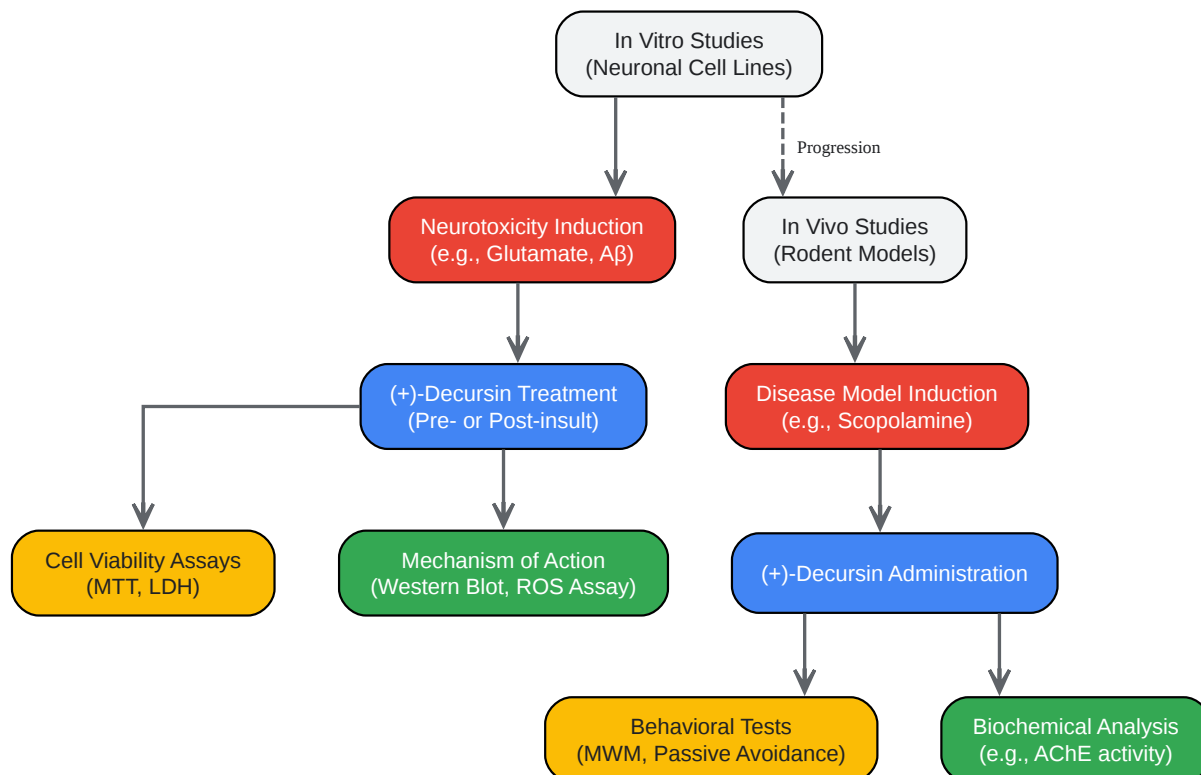 In Vitro Studies
(Neuronal Cell Lines)
Progression
Neurotoxicity Induction
(e.g., Glutamate, Aβ)
In Vivo Studies
(Rodent Models)
(+)-Decursin Treatment
(Pre- or Post-insult)
Disease Model Induction
(e.g., Scopolamine)
Cell Viability Assays
(MTT, LDH)
Mechanism of Action
(Western Blot, ROS Assay)
(+)-Decursin Administration
Behavioral Tests
(MWM, Passive Avoidance)
Biochemical Analysis
(e.g., AChE activity)